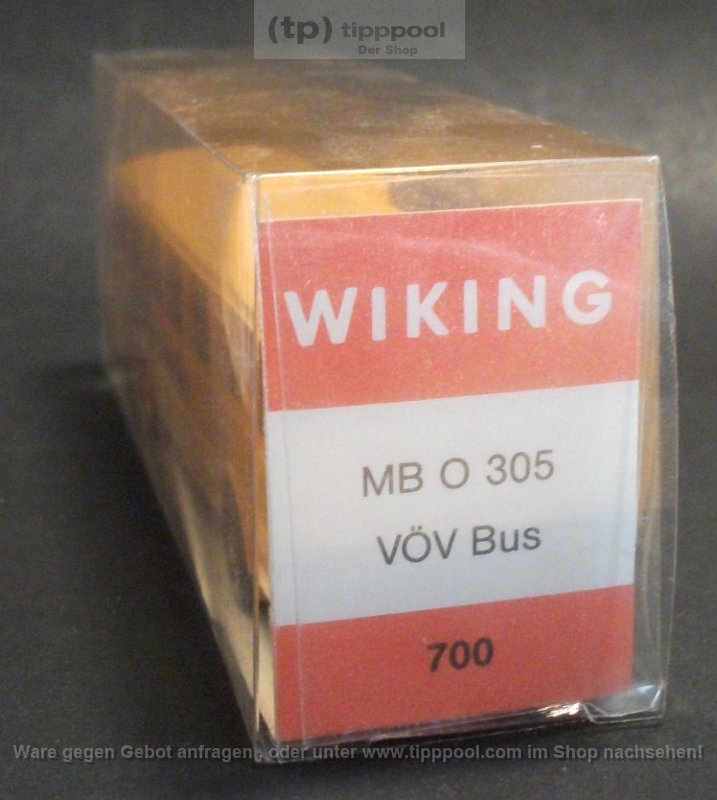 (tp) tipppool
Der Shop
WIKING
MB O 305
VÖV Bus
700
Ware gegen Gebot anfragen , oder unter www.tipppool.com im Shop nachsehen!